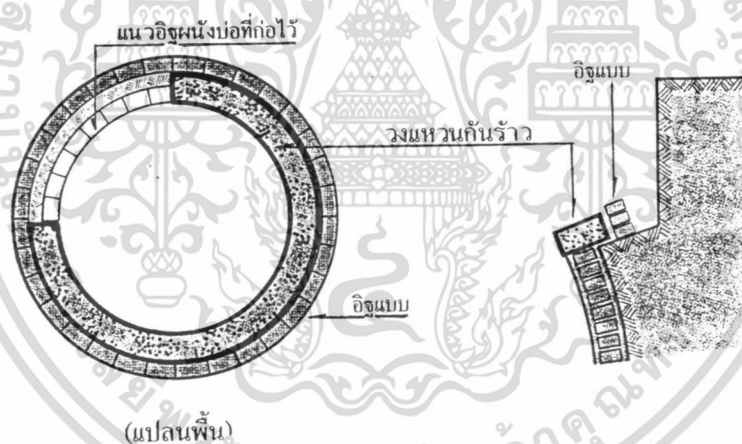 แนวอิฐผนังบ่อที่ก่อไว้
อิฐแบบ
วงแหวนกันร้าว
อิฐแบบ
(แปลนพื้น)